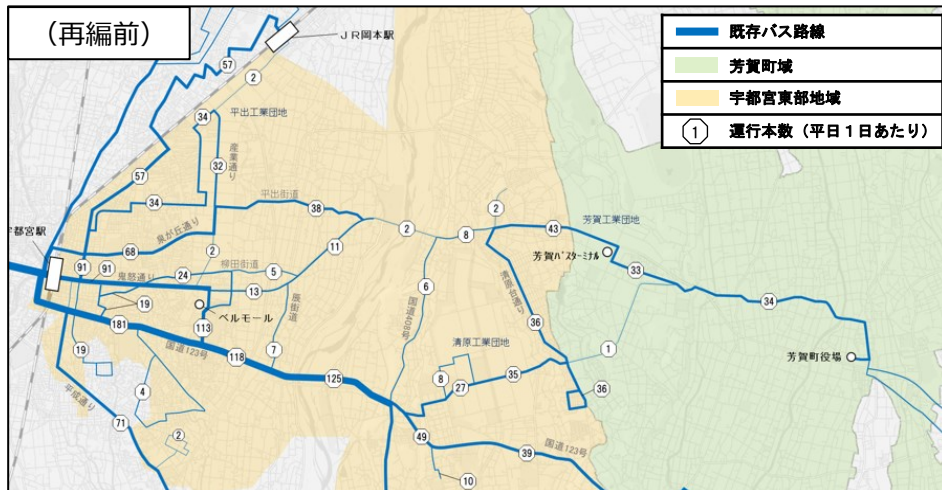 (再編前)
JR岡本駅
既存バス路線
芳賀町域
宇都宮東部地域
① 運行本数(平日1日あたり)
57
2
34
平出工業団地
産業通り
32
57
34
平出街道
38
2
8
2
43
芳賀工業団地
芳賀バスターミナル
33
34
芳賀町役場
宇都宮駅
68
泉が丘通り
2
11
91
91
鬼怒通り
24
柳田街道
5
13
19
ベルモール
辰街道
6
国道408号
清原台通り
36
1
36
181
国道123号
113
118
7
125
清原工業団地
8
27
35
19
平成通り
4
71
2
49
39
国道123号
10